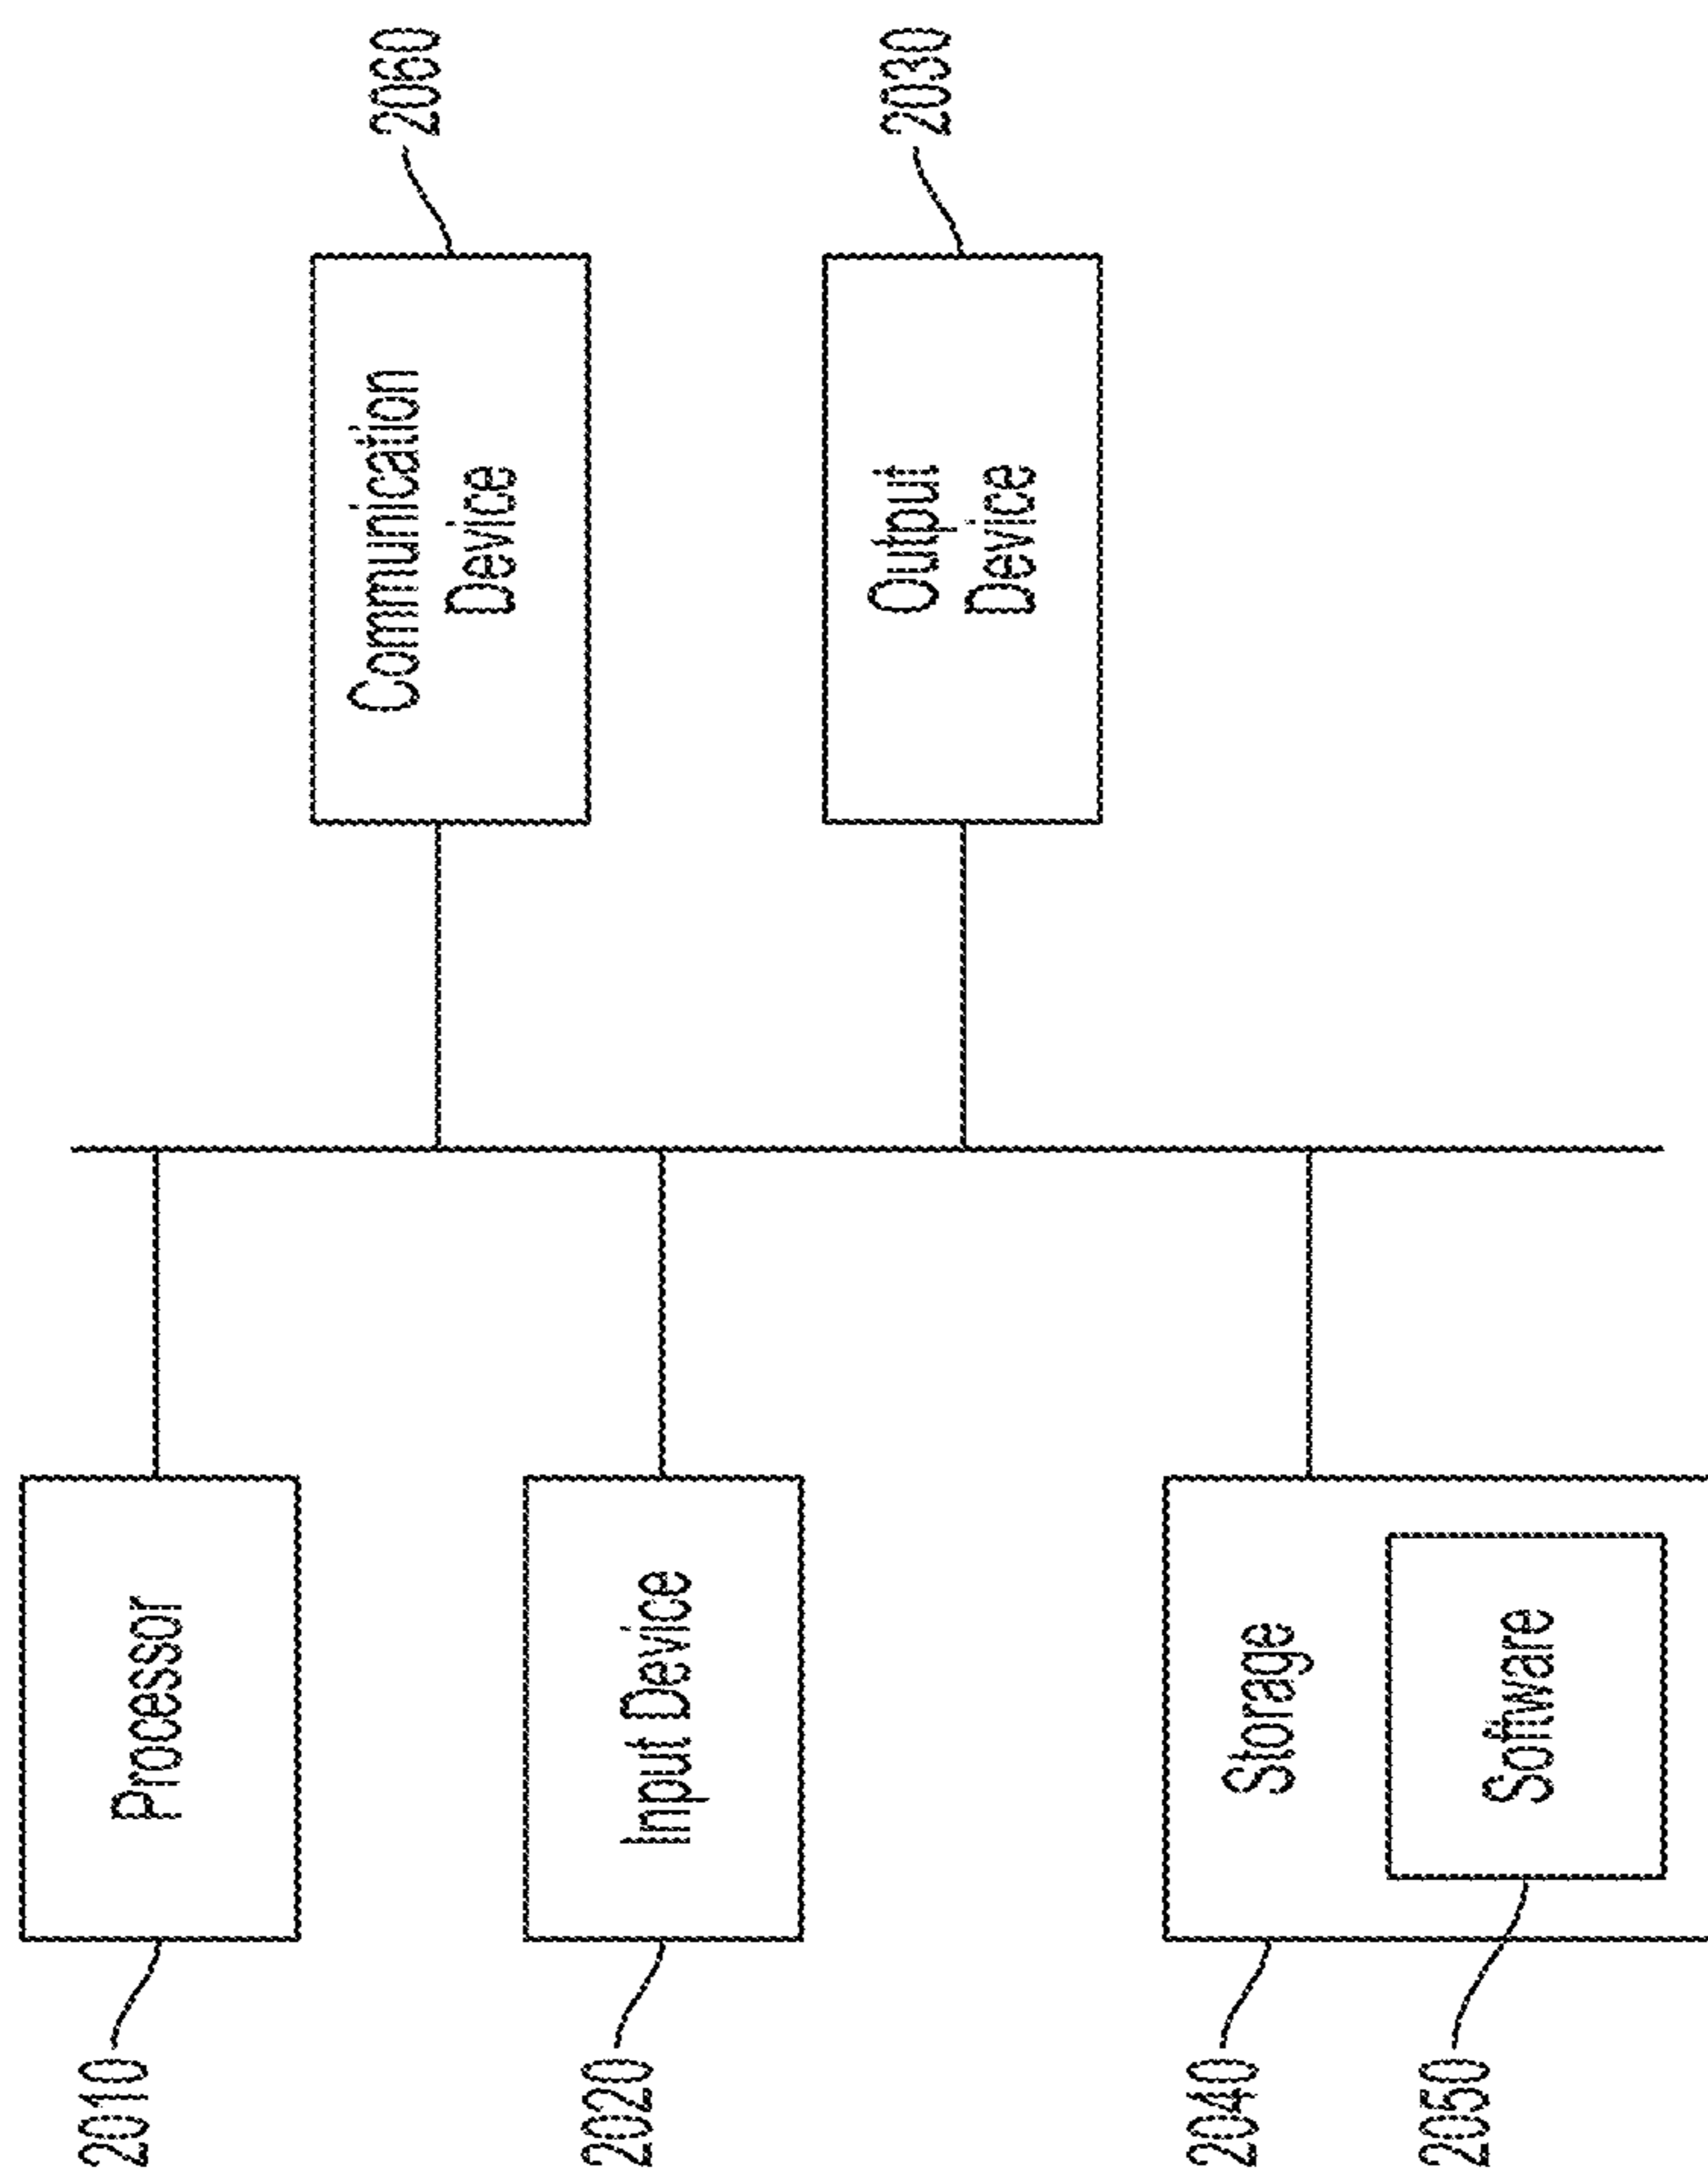 2010
Processor
2060
Communication
Device
2020
Input Device
2030
Output
Device
2040
Storage
2050
Software